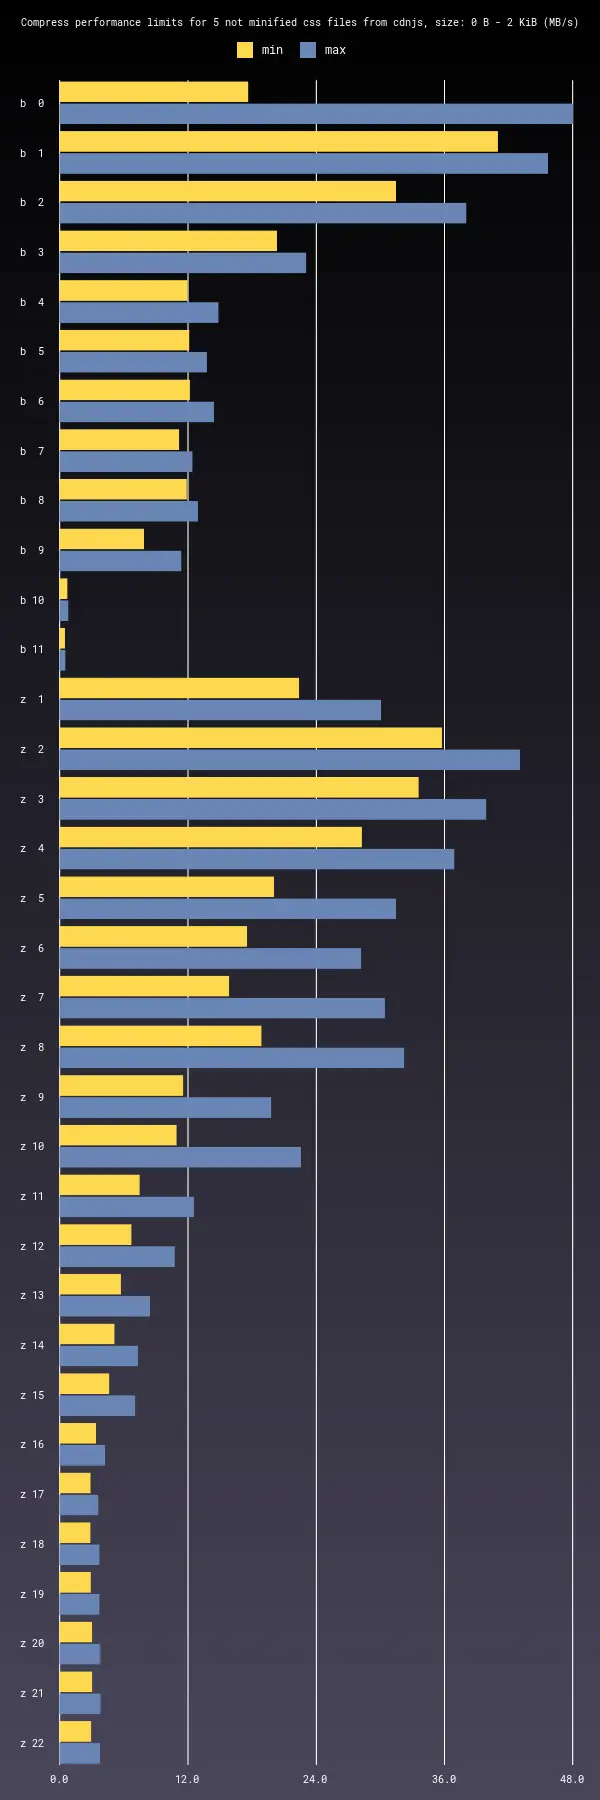 Compress performance limits for 5 not minified css files from cdnjs, size: 0 B - 2 KiB (MB/s)
min max
b 0
b 1
b 2
b 3
b 4
b 5
b 6
b 7
b 8
b 9
b 10
b 11
z 1
z 2
z 3
z 4
z 5
z 6
z 7
z 8
z 9
z 10
z 11
z 12
z 13
z 14
z 15
z 16
z 17
z 18
z 19
z 20
z 21
z 22
0.0 12.0 24.0 36.0 48.0